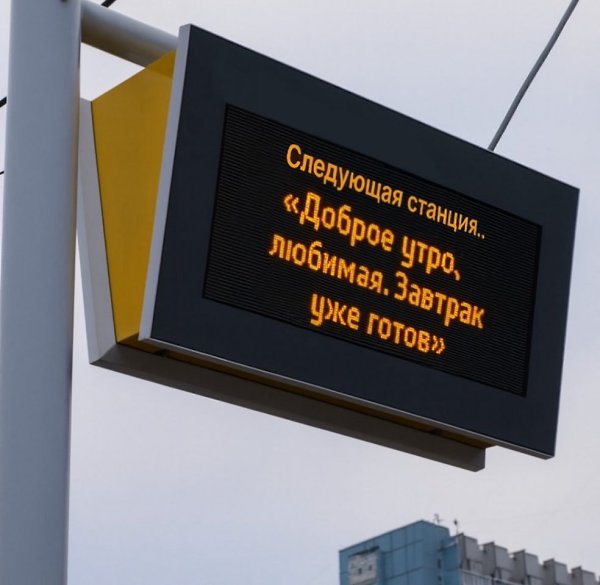 Следующая станция..
«Доброе утро,
любимая. Завтрак
уже готов»